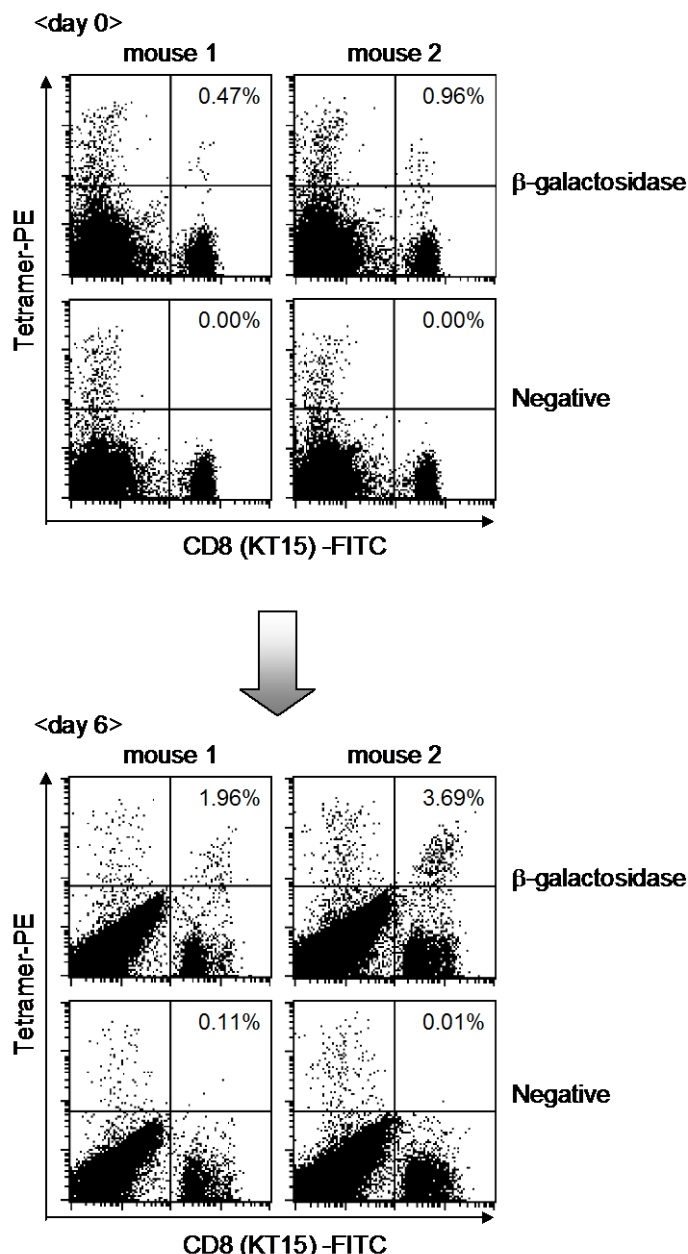 <day 0>
mouse 1 mouse 2
0.47% 0.96%
β-galactosidase
0.00% 0.00%
Negative
Tetramer-PE
CD8 (KT15) -FITC
<day 6>
mouse 1 mouse 2
1.96% 3.69%
β-galactosidase
0.11% 0.01%
Negative
Tetramer-PE
CD8 (KT15) -FITC